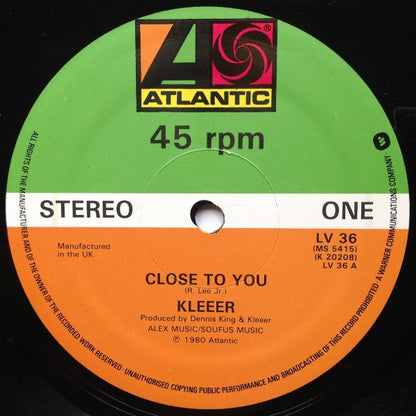 ATLANTIC
45 rpm
STEREO
ONE
Manufactured
in the UK
LV 36
(MS 5415)
(K 20208)
LV 36 A
CLOSE TO YOU
(R. Lee Jr.)
KLEEER
Produced by Dennis King & Kleeer
ALEX MUSIC/SOUFUS MUSIC
℗ 1980 Atlantic
ALL RIGHTS OF THE MANUFACTURER AND OF THE OWNER OF THE RECORDED WORK RESERVED. UNAUTHORISED COPYING PUBLIC PERFORMANCE AND BROADCASTING OF THIS RECORD PROHIBITED. A WARNER COMMUNICATIONS COMPANY